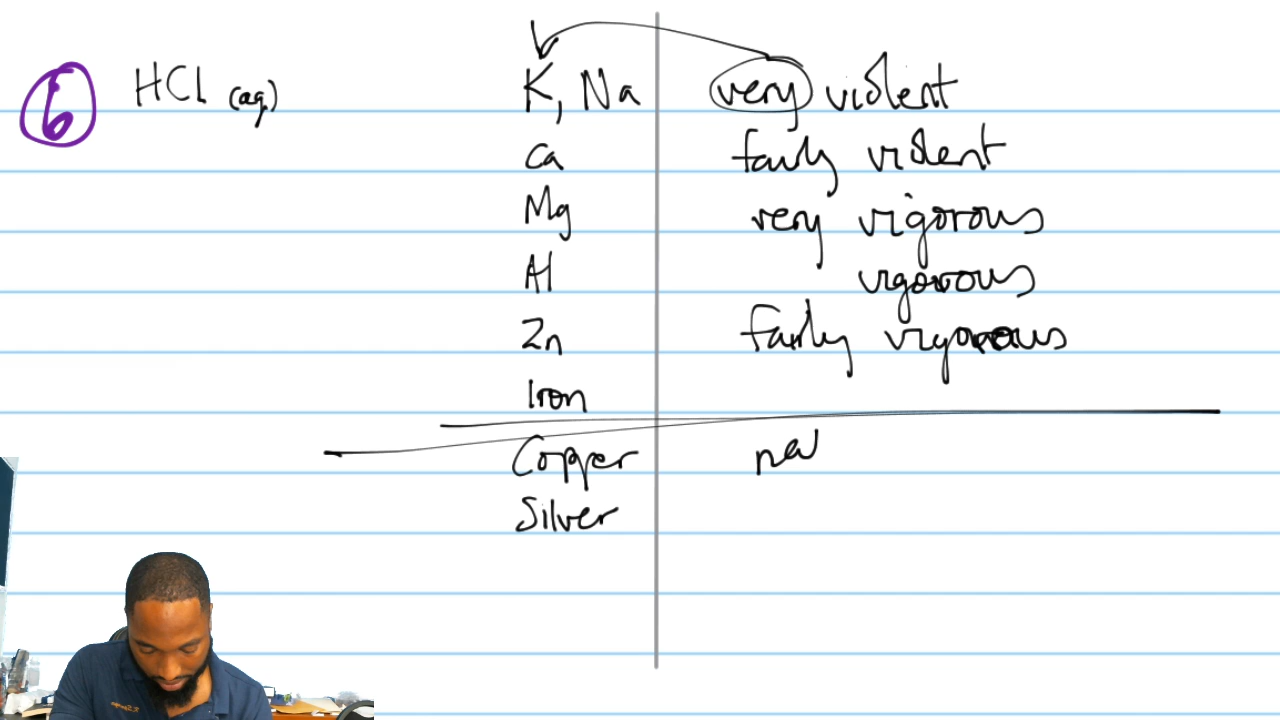 6 HCl (aq) K, Na very violent
Ca fairly violent
Mg very vigorous
Al vigorous
Zn fairly vigorous
Iron
Copper
Silver